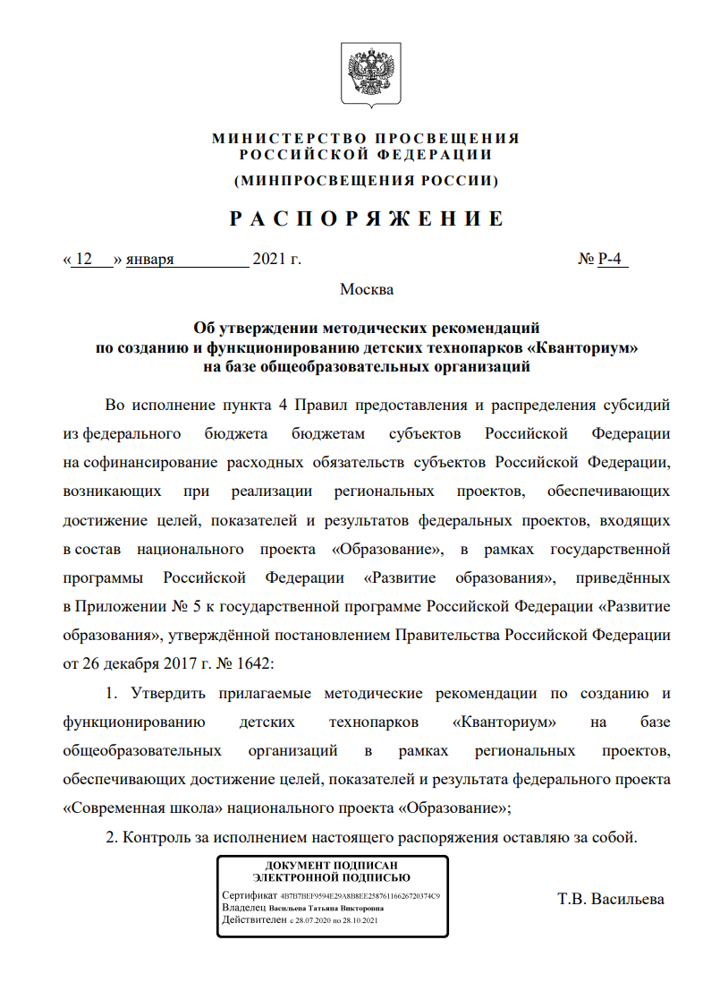 МИНИСТЕРСТВО ПРОСВЕЩЕНИЯ
РОССИЙСКОЙ ФЕДЕРАЦИИ
(МИНПРОСВЕЩЕНИЯ РОССИИ)
РАСПОРЯЖЕНИЕ
« 12 » января 2021 г. № Р-4
Москва
Об утверждении методических рекомендаций
по созданию и функционированию детских технопарков «Кванториум»
на базе общеобразовательных организаций
Во исполнение пункта 4 Правил предоставления и распределения субсидий
из федерального бюджета бюджетам субъектов Российской Федерации
на софинансирование расходных обязательств субъектов Российской Федерации,
возникающих при реализации региональных проектов, обеспечивающих
достижение целей, показателей и результатов федеральных проектов, входящих
в состав национального проекта «Образование», в рамках государственной
программы Российской Федерации «Развитие образования», приведённых
в Приложении № 5 к государственной программе Российской Федерации «Развитие
образования», утверждённой постановлением Правительства Российской Федерации
от 26 декабря 2017 г. № 1642:
1. Утвердить прилагаемые методические рекомендации по созданию и
функционированию детских технопарков «Кванториум» на базе
общеобразовательных организаций в рамках региональных проектов,
обеспечивающих достижение целей, показателей и результата федерального проекта
«Современная школа» национального проекта «Образование»;
2. Контроль за исполнением настоящего распоряжения оставляю за собой.
ДОКУМЕНТ ПОДПИСАН
ЭЛЕКТРОННОЙ ПОДПИСЬЮ
Сертификат 4B7B7BEF9594E29A8B8EE25876116626720374C9
Владелец Васильева Татьяна Викторовна
Действителен с 28.07.2020 по 28.10.2021
Т.В. Васильева